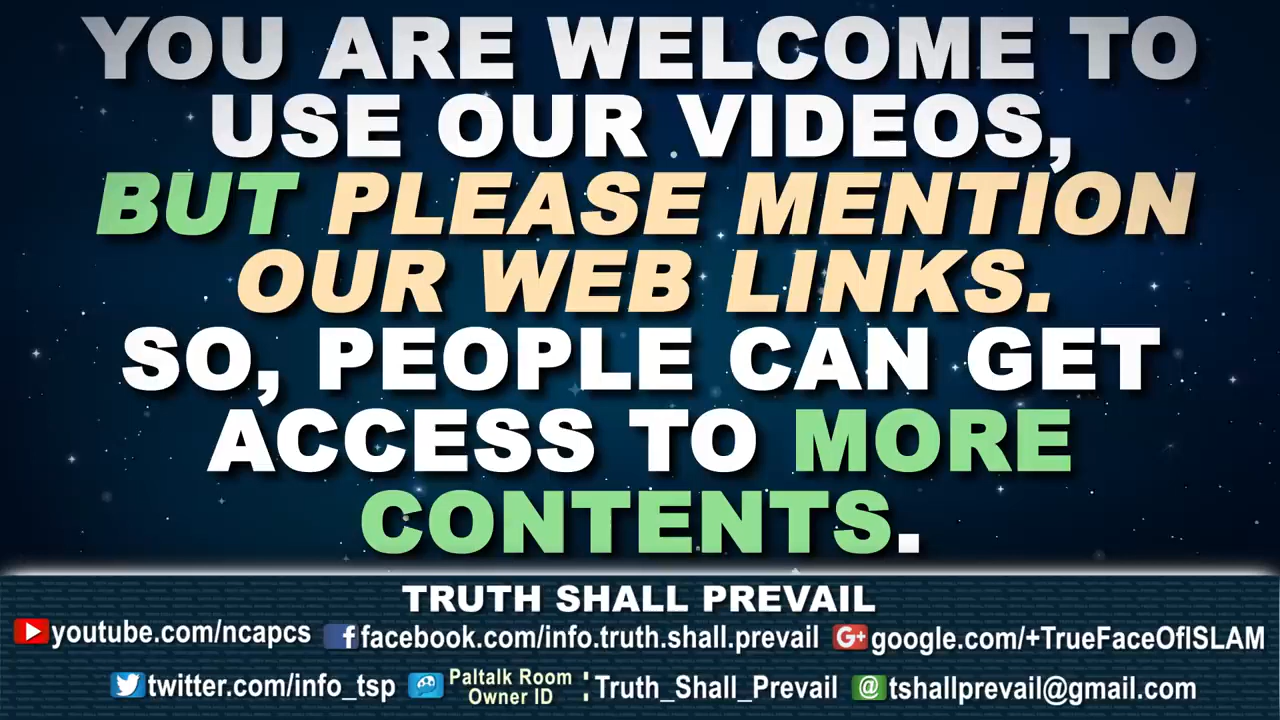 YOU ARE WELCOME TO
USE OUR VIDEOS,
BUT PLEASE MENTION
OUR WEB LINKS.
SO, PEOPLE CAN GET
ACCESS TO MORE
CONTENTS.
TRUTH SHALL PREVAIL
youtube.com/ncapcs f facebook.com/info.truth.shall.prevail G+ google.com/+TrueFaceOfISLAM
twitter.com/info_tsp Paltalk Room Owner ID : Truth_Shall_Prevail @ tshallprevail@gmail.com